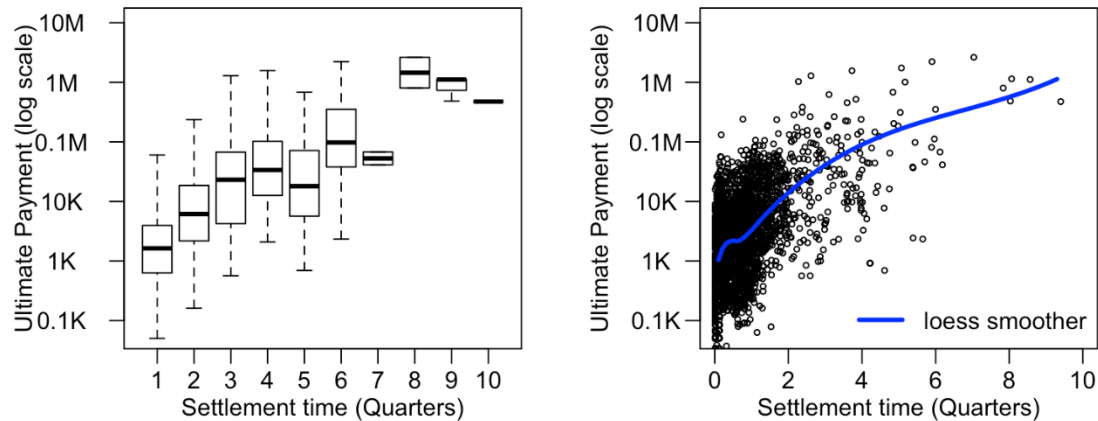 Ultimate Payment (log scale)
10M
1M
0.1M
10K
1K
0.1K
1 2 3 4 5 6 7 8 9 10
Settlement time (Quarters)
Ultimate Payment (log scale)
10M
1M
0.1M
10K
1K
0.1K
loess smoother
0 2 4 6 8 10
Settlement time (Quarters)